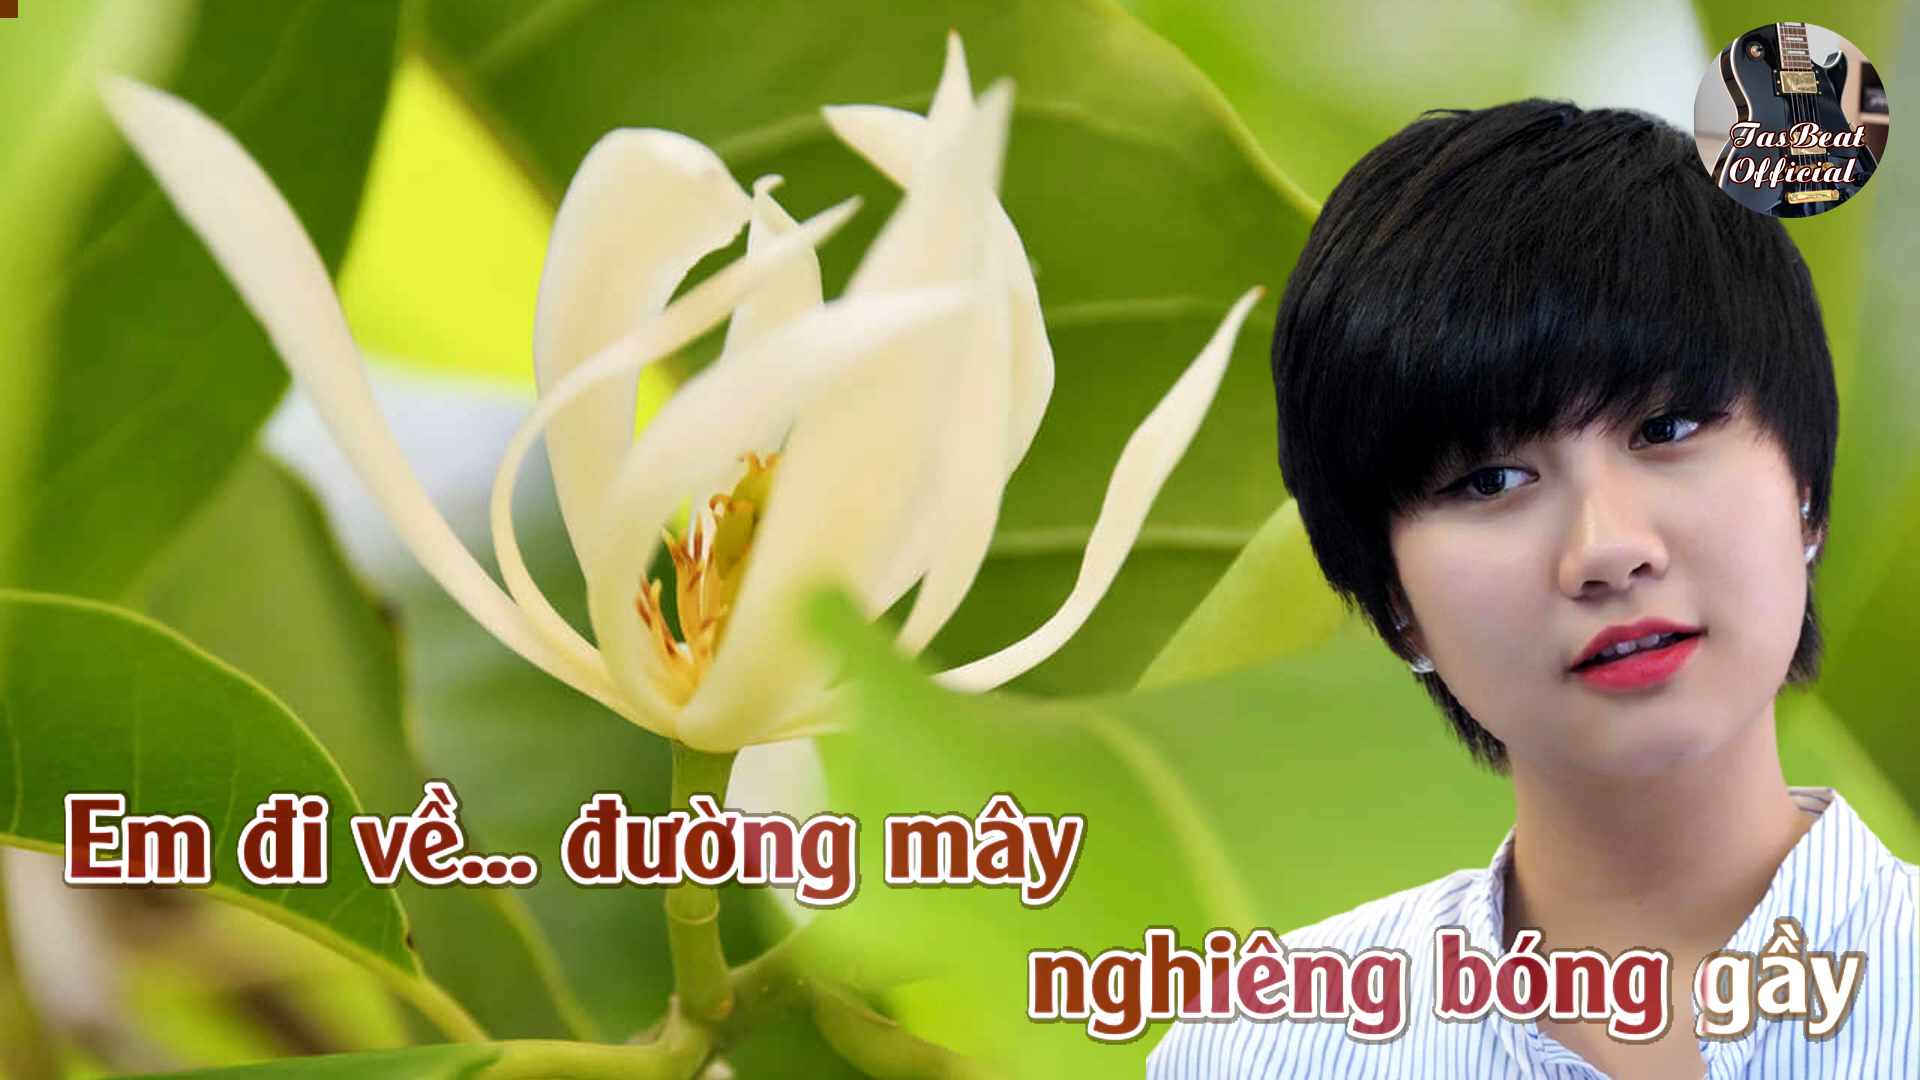 TasBeat
Official
Em đi về... đường mây
nghiêng bóng gầy